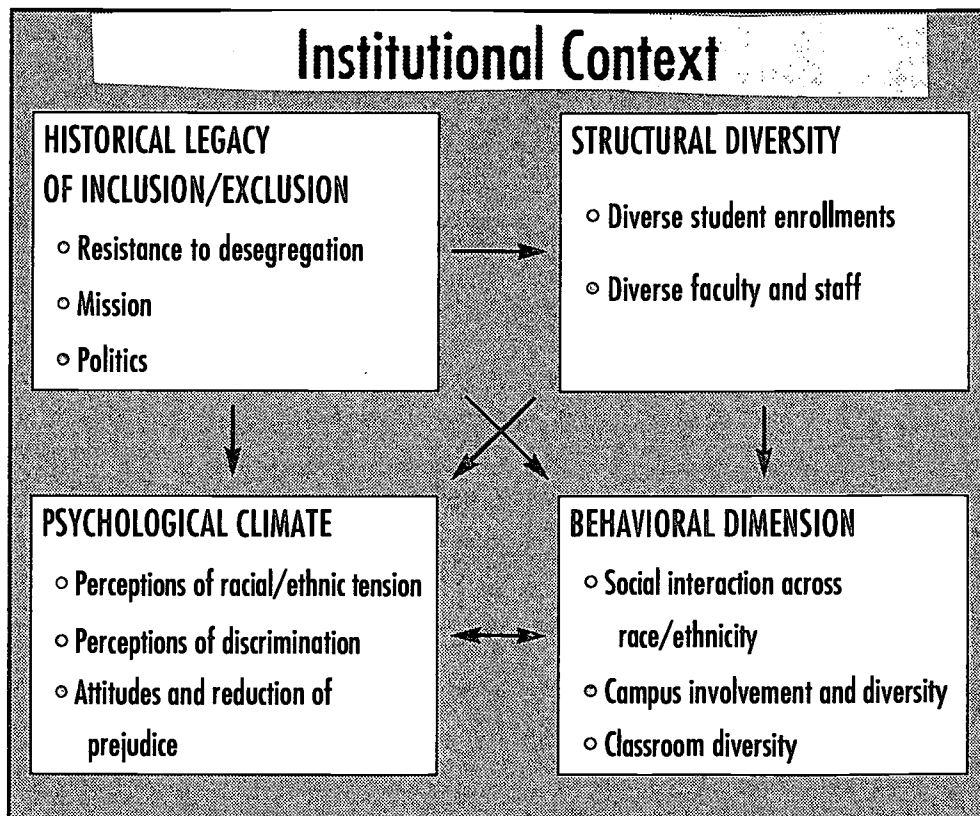 Institutional Context
HISTORICAL LEGACY
OF INCLUSION/EXCLUSION
○ Resistance to desegregation
○ Mission
○ Politics
STRUCTURAL DIVERSITY
○ Diverse student enrollments
○ Diverse faculty and staff
PSYCHOLOGICAL CLIMATE
○ Perceptions of racial/ethnic tension
○ Perceptions of discrimination
○ Attitudes and reduction of
prejudice
BEHAVIORAL DIMENSION
○ Social interaction across
race/ethnicity
○ Campus involvement and diversity
○ Classroom diversity